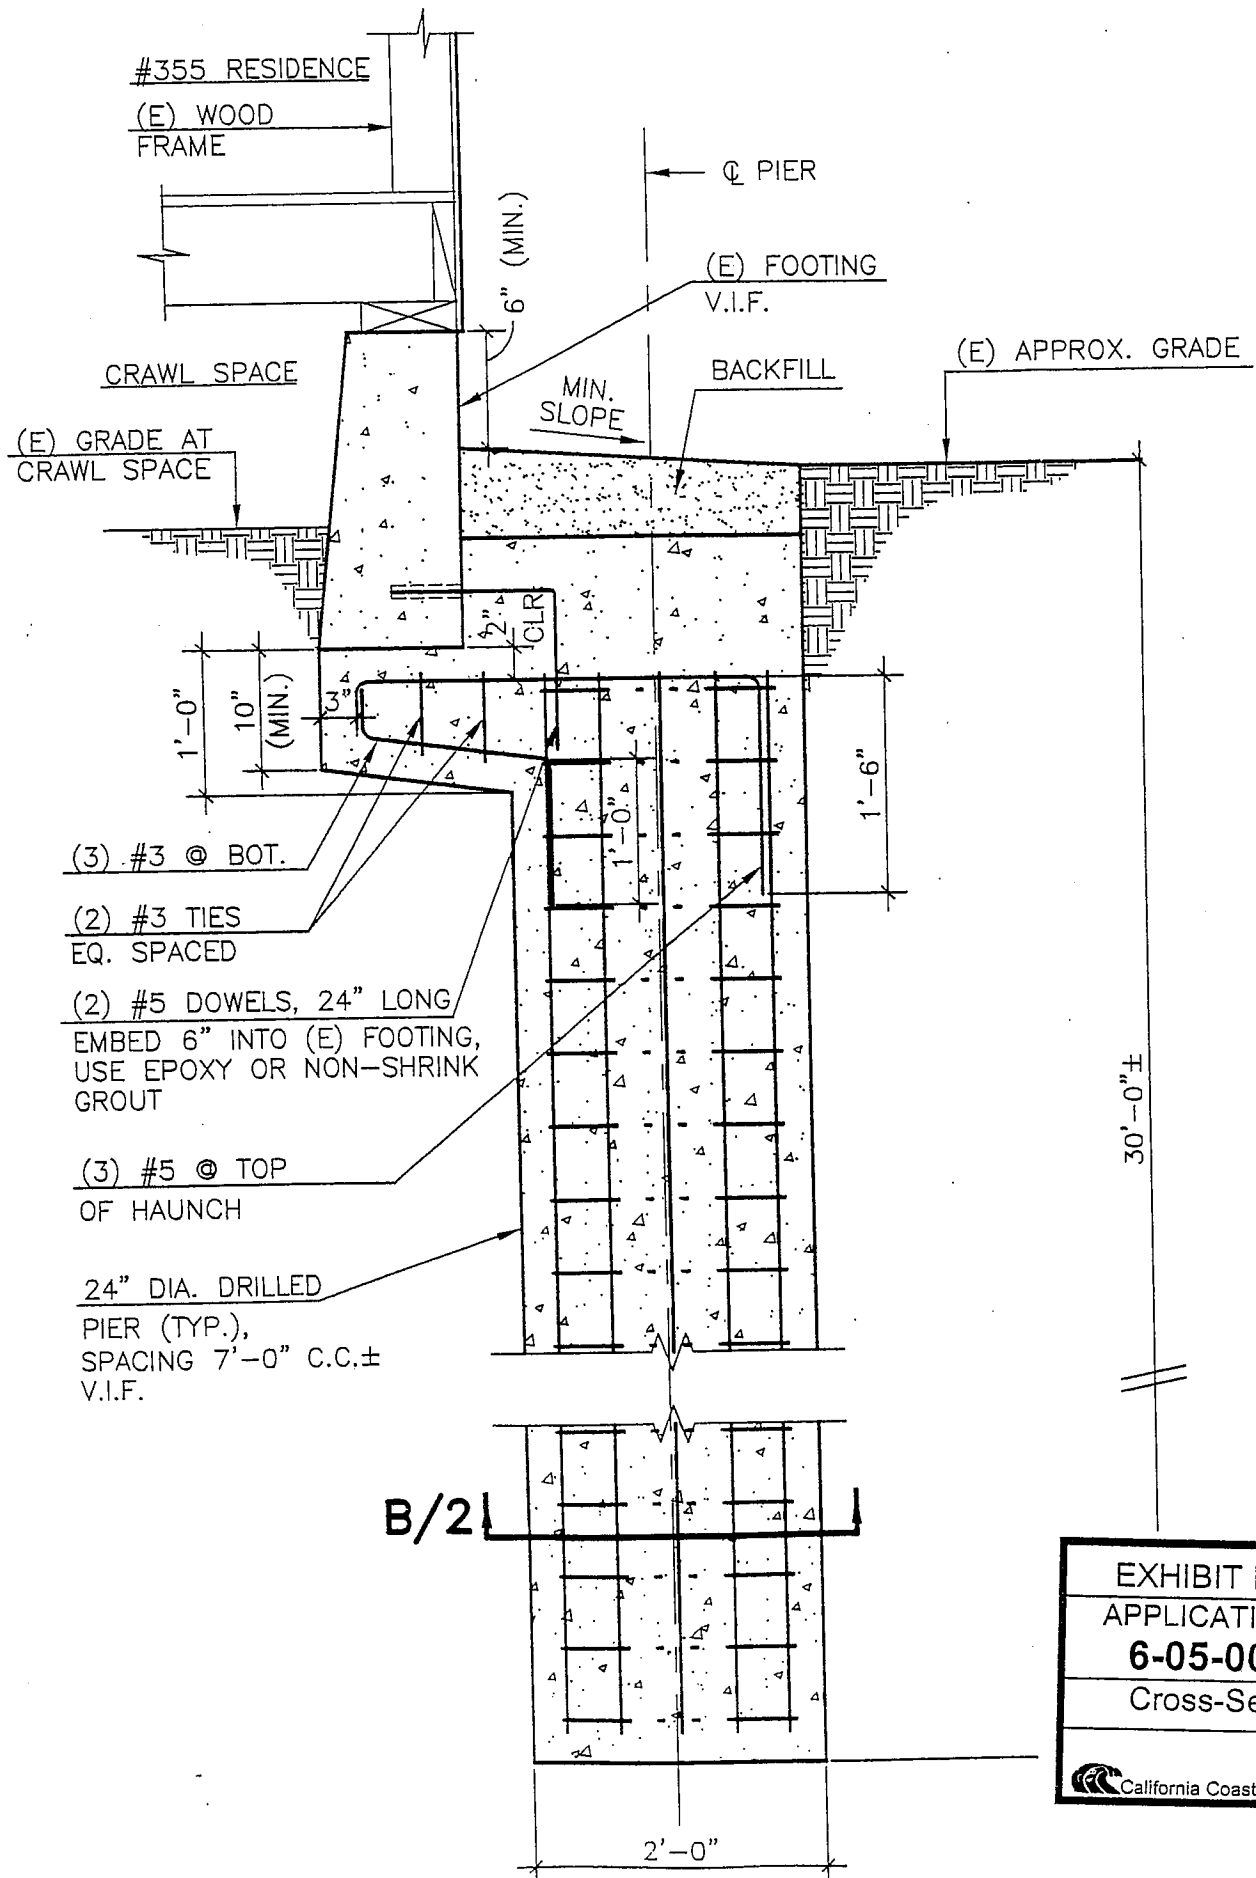 #355 RESIDENCE
(E) WOOD
FRAME
℄ PIER
6" (MIN.)
(E) FOOTING
V.I.F.
CRAWL SPACE
MIN.
SLOPE
BACKFILL
(E) APPROX. GRADE
(E) GRADE AT
CRAWL SPACE
2"
CLR
1'-0"
10"
(MIN.)
3"
1'-0"
1'-6"
(3) #3 @ BOT.
(2) #3 TIES
EQ. SPACED
(2) #5 DOWELS, 24" LONG
EMBED 6" INTO (E) FOOTING,
USE EPOXY OR NON-SHRINK
GROUT
(3) #5 @ TOP
OF HAUNCH
24" DIA. DRILLED
PIER (TYP.),
SPACING 7'-0" C.C.±
V.I.F.
30'-0"±
B/2
2'-0"
EXHIBIT
APPLICATI
6-05-00
Cross-Se
California Coast